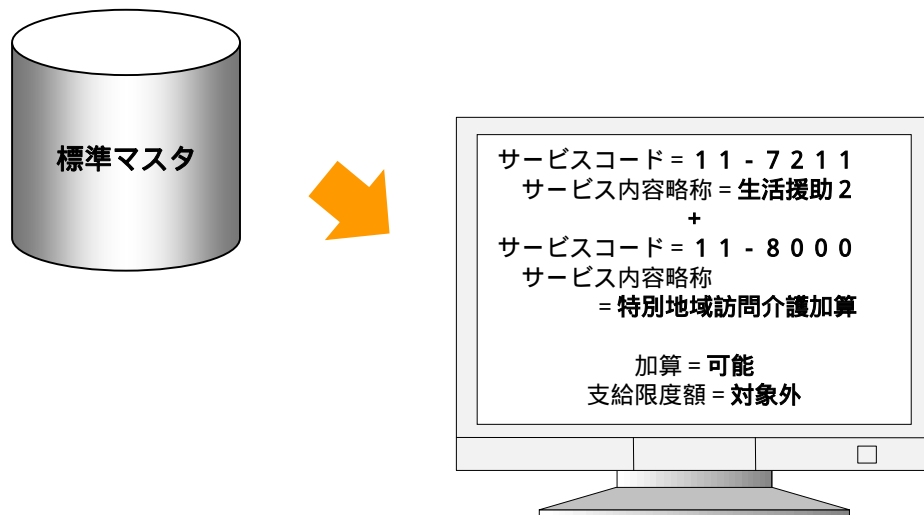 標準マスタ
サービスコード = １１-７２１１
サービス内容略称 = 生活援助２
+
サービスコード = １１-８０００
サービス内容略称
= 特別地域訪問介護加算
加算 = 可能
支給限度額 = 対象外